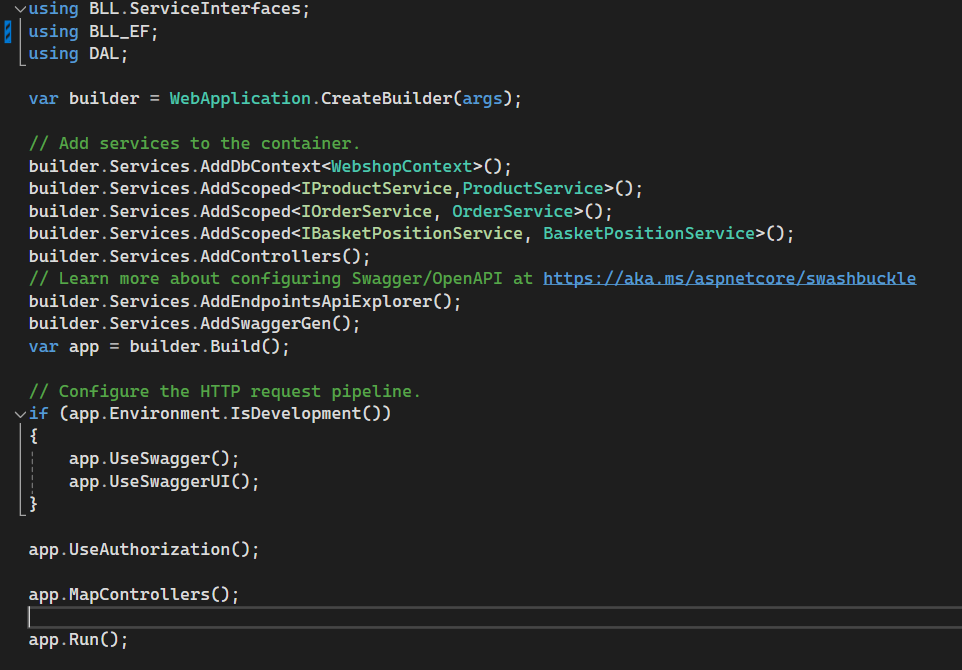 using BLL.ServiceInterfaces;
using BLL_EF;
using DAL;
var builder = WebApplication.CreateBuilder(args);
// Add services to the container.
builder.Services.AddDbContext<WebshopContext>();
builder.Services.AddScoped<IProductService,ProductService>();
builder.Services.AddScoped<IOrderService, OrderService>();
builder.Services.AddScoped<IBasketPositionService, BasketPositionService>();
builder.Services.AddControllers();
// Learn more about configuring Swagger/OpenAPI at https://aka.ms/aspnetcore/swashbuckle
builder.Services.AddEndpointsApiExplorer();
builder.Services.AddSwaggerGen();
var app = builder.Build();
// Configure the HTTP request pipeline.
if (app.Environment.IsDevelopment())
{
    app.UseSwagger();
    app.UseSwaggerUI();
}
app.UseAuthorization();
app.MapControllers();
app.Run();